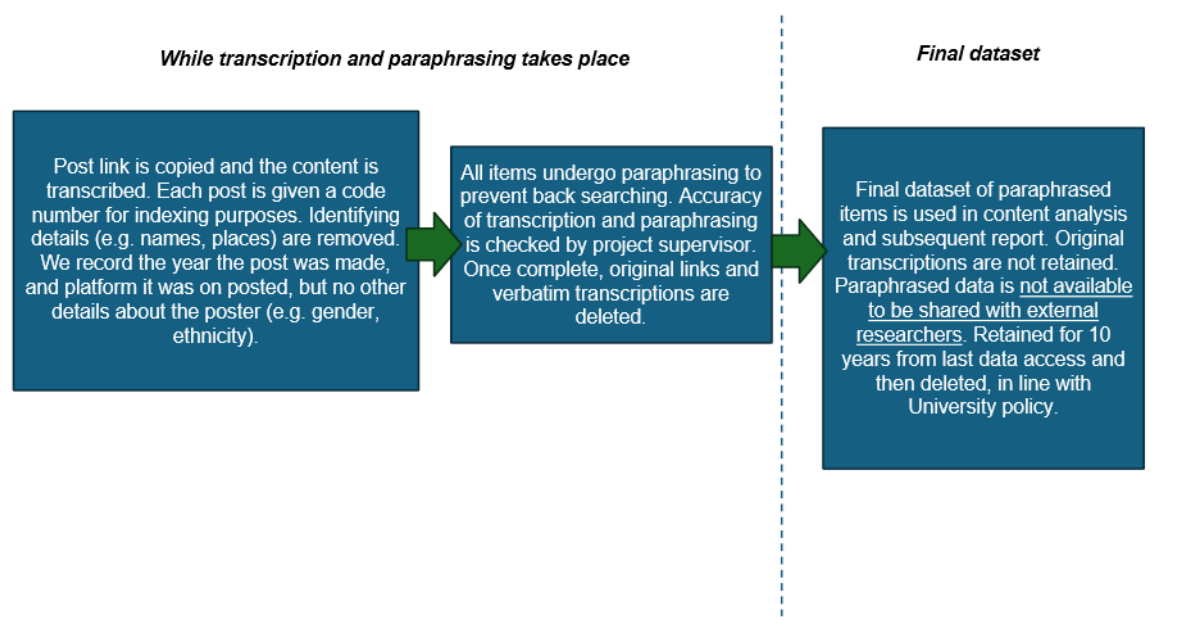 While transcription and paraphrasing takes place
Final dataset
Post link is copied and the content is
transcribed. Each post is given a code
number for indexing purposes. Identifying
details (e.g. names, places) are removed.
We record the year the post was made,
and platform it was on posted, but no other
details about the poster (e.g. gender,
ethnicity).
All items undergo paraphrasing to
prevent back searching. Accuracy
of transcription and paraphrasing
is checked by project supervisor.
Once complete, original links and
verbatim transcriptions are
deleted.
Final dataset of paraphrased
items is used in content analysis
and subsequent report. Original
transcriptions are not retained.
Paraphrased data is not available
to be shared with external
researchers. Retained for 10
years from last data access and
then deleted, in line with
University policy.